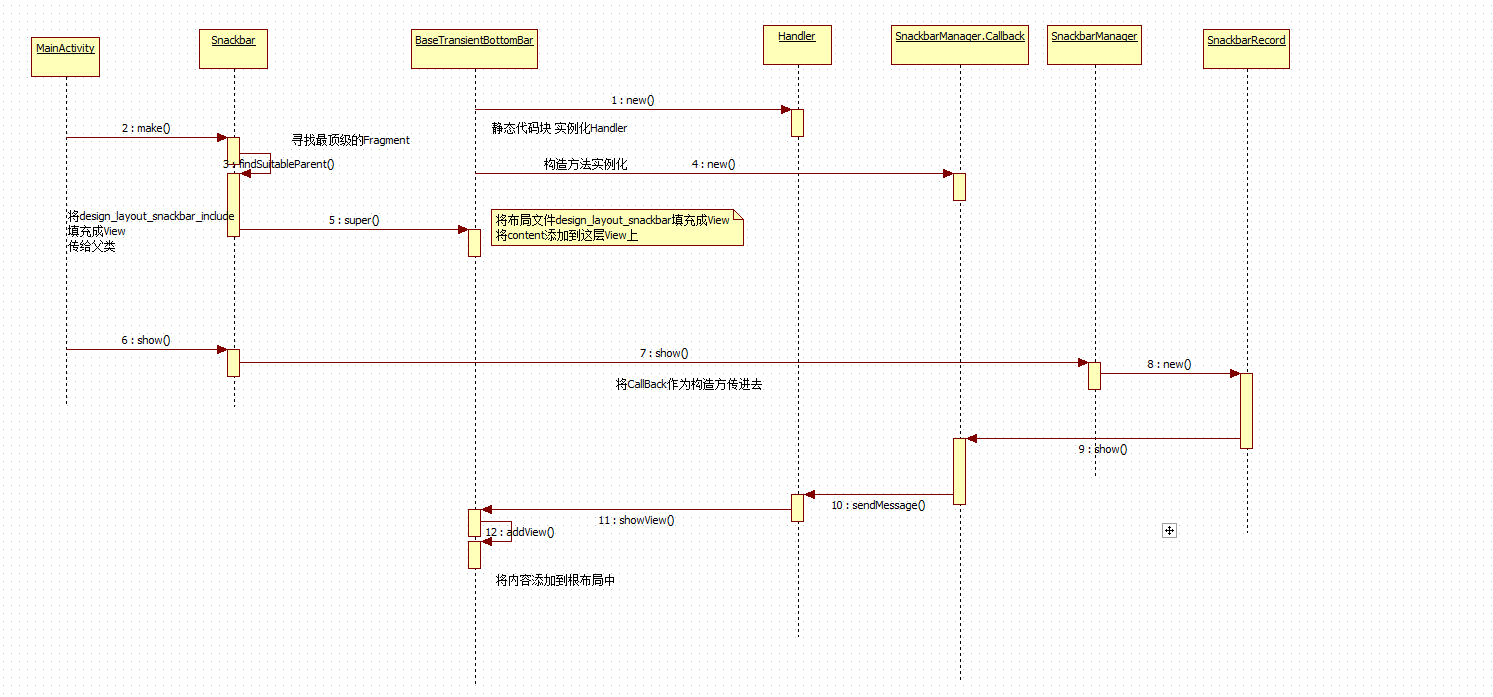 MainActivity
Snackbar
BaseTransientBottomBar
Handler
SnackbarManager.Callback
SnackbarManager
SnackbarRecord
1 : new()
静态代码块 实例化Handler
2 : make()
寻找最顶级的Fragment
3 : findSuitableParent()
构造方法实例化
4 : new()
将design_layout_snackbar_include
填充成View
传给父类
5 : super()
将布局文件design_layout_snackbar填充成View
将content添加到这层View上
6 : show()
7 : show()
8 : new()
将CallBack作为构造方传进去
9 : show()
10 : sendMessage()
11 : showView()
12 : addView()
将内容添加到根布局中